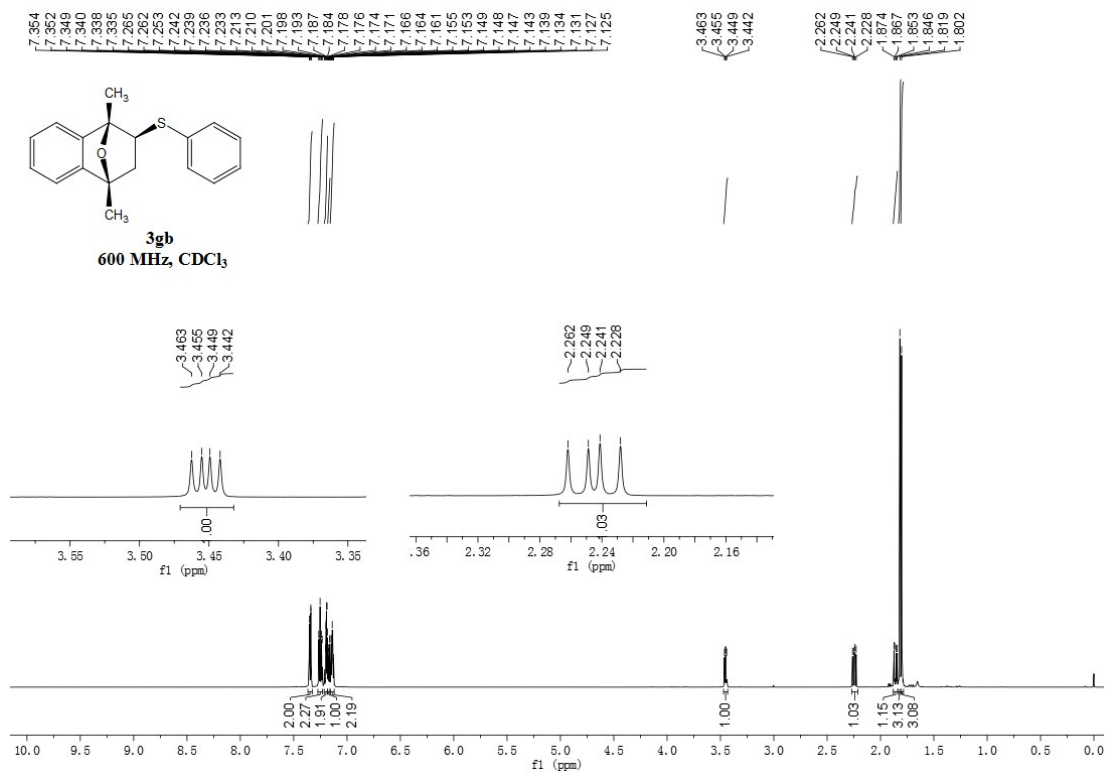 7.354 7.352 7.349 7.340 7.338 7.335 7.265 7.262 7.253 7.242 7.239 7.236 7.233 7.213 7.210 7.201 7.198 7.193 7.187 7.184 7.178 7.176 7.174 7.171 7.166 7.164 7.161 7.155 7.153 7.149 7.148 7.147 7.143 7.139 7.134 7.131 7.127 7.125 3.463 3.455 3.449 3.442 2.262 2.249 2.241 2.228 1.874 1.867 1.853 1.846 1.819 1.802
CH3
S
O
CH3
3gb
600 MHz, CDCl3
3.463 3.455 3.449 3.442
2.262 2.249 2.241 2.228
.00
.03
3.55 3.50 3.45 3.40 3.35
f1 (ppm)
.36 2.32 2.28 2.24 2.20 2.16
f1 (ppm)
2.00 2.27 1.91 1.00 2.19 1.00 1.03 1.15 3.13 3.08
10.0 9.5 9.0 8.5 8.0 7.5 7.0 6.5 6.0 5.5 5.0 4.5 4.0 3.5 3.0 2.5 2.0 1.5 1.0 0.5 0.0
f1 (ppm)